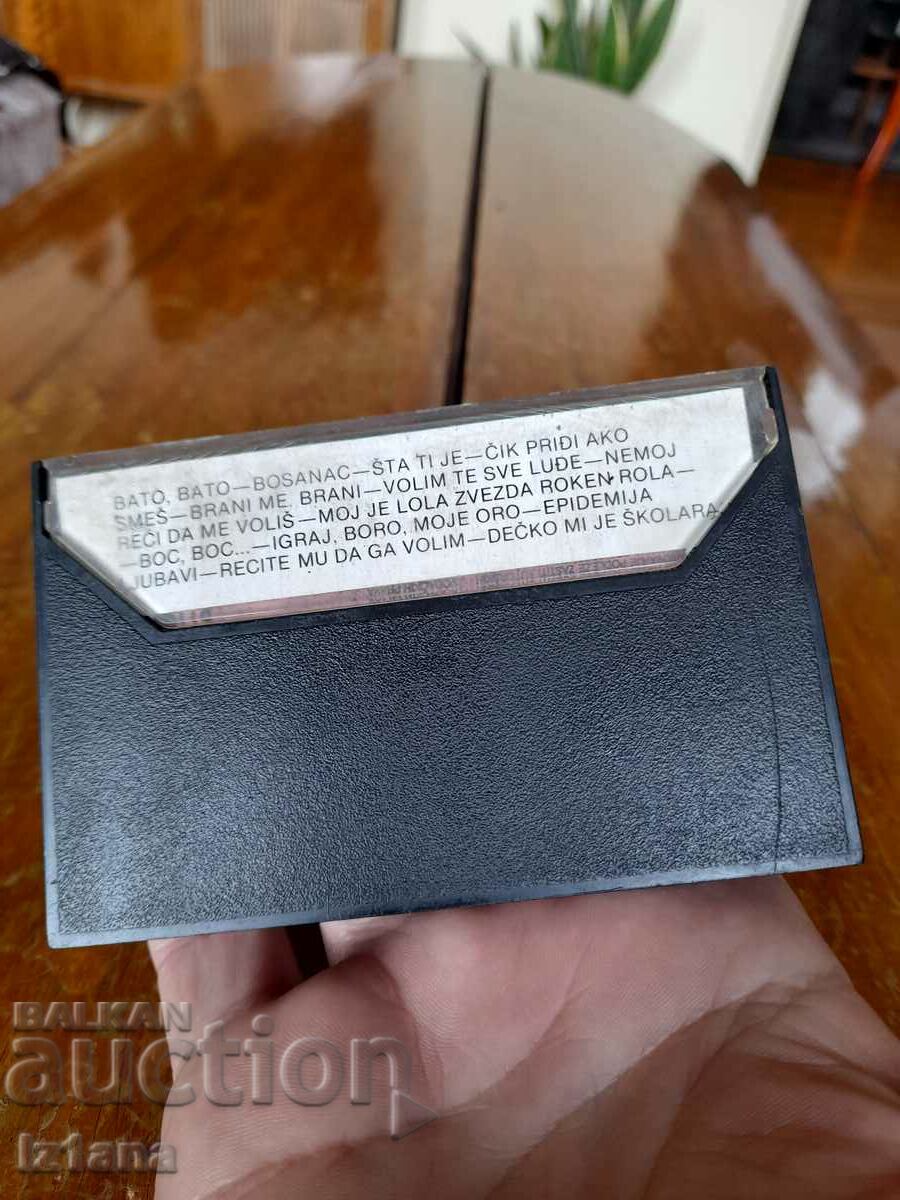 BATO, BATO—BOSANAC—ŠTA TI JE—ČIK PRIĐI AKO
SMEŠ—BRANI ME, BRANI—VOLIM TE SVE LUĐE—NEMOJ
REĆI DA ME VOLIŠ—MOJ JE LOLA ZVEZDA ROKEN ROLA—
—BOC, BOC...—IGRAJ, BORO, MOJE ORO—EPIDEMIJA
LJUBAVI—RECITE MU DA GA VOLIM—DEČKO MI JE ŠKOLARA
BALKAN
auction
iz1ana